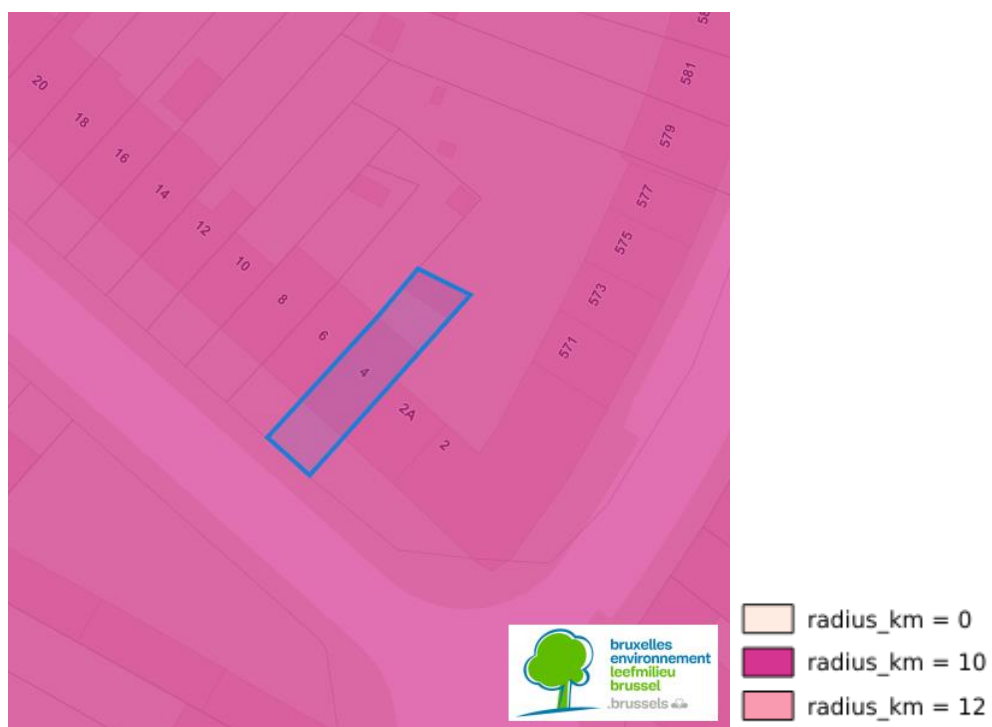 58
581
20
579
18
16
577
14
575
12
10
573
8
571
6
4
2A
2
bruxelles
environnement
leefmilieu
brussel
.brussels
radius_km = 0
radius_km = 10
radius_km = 12